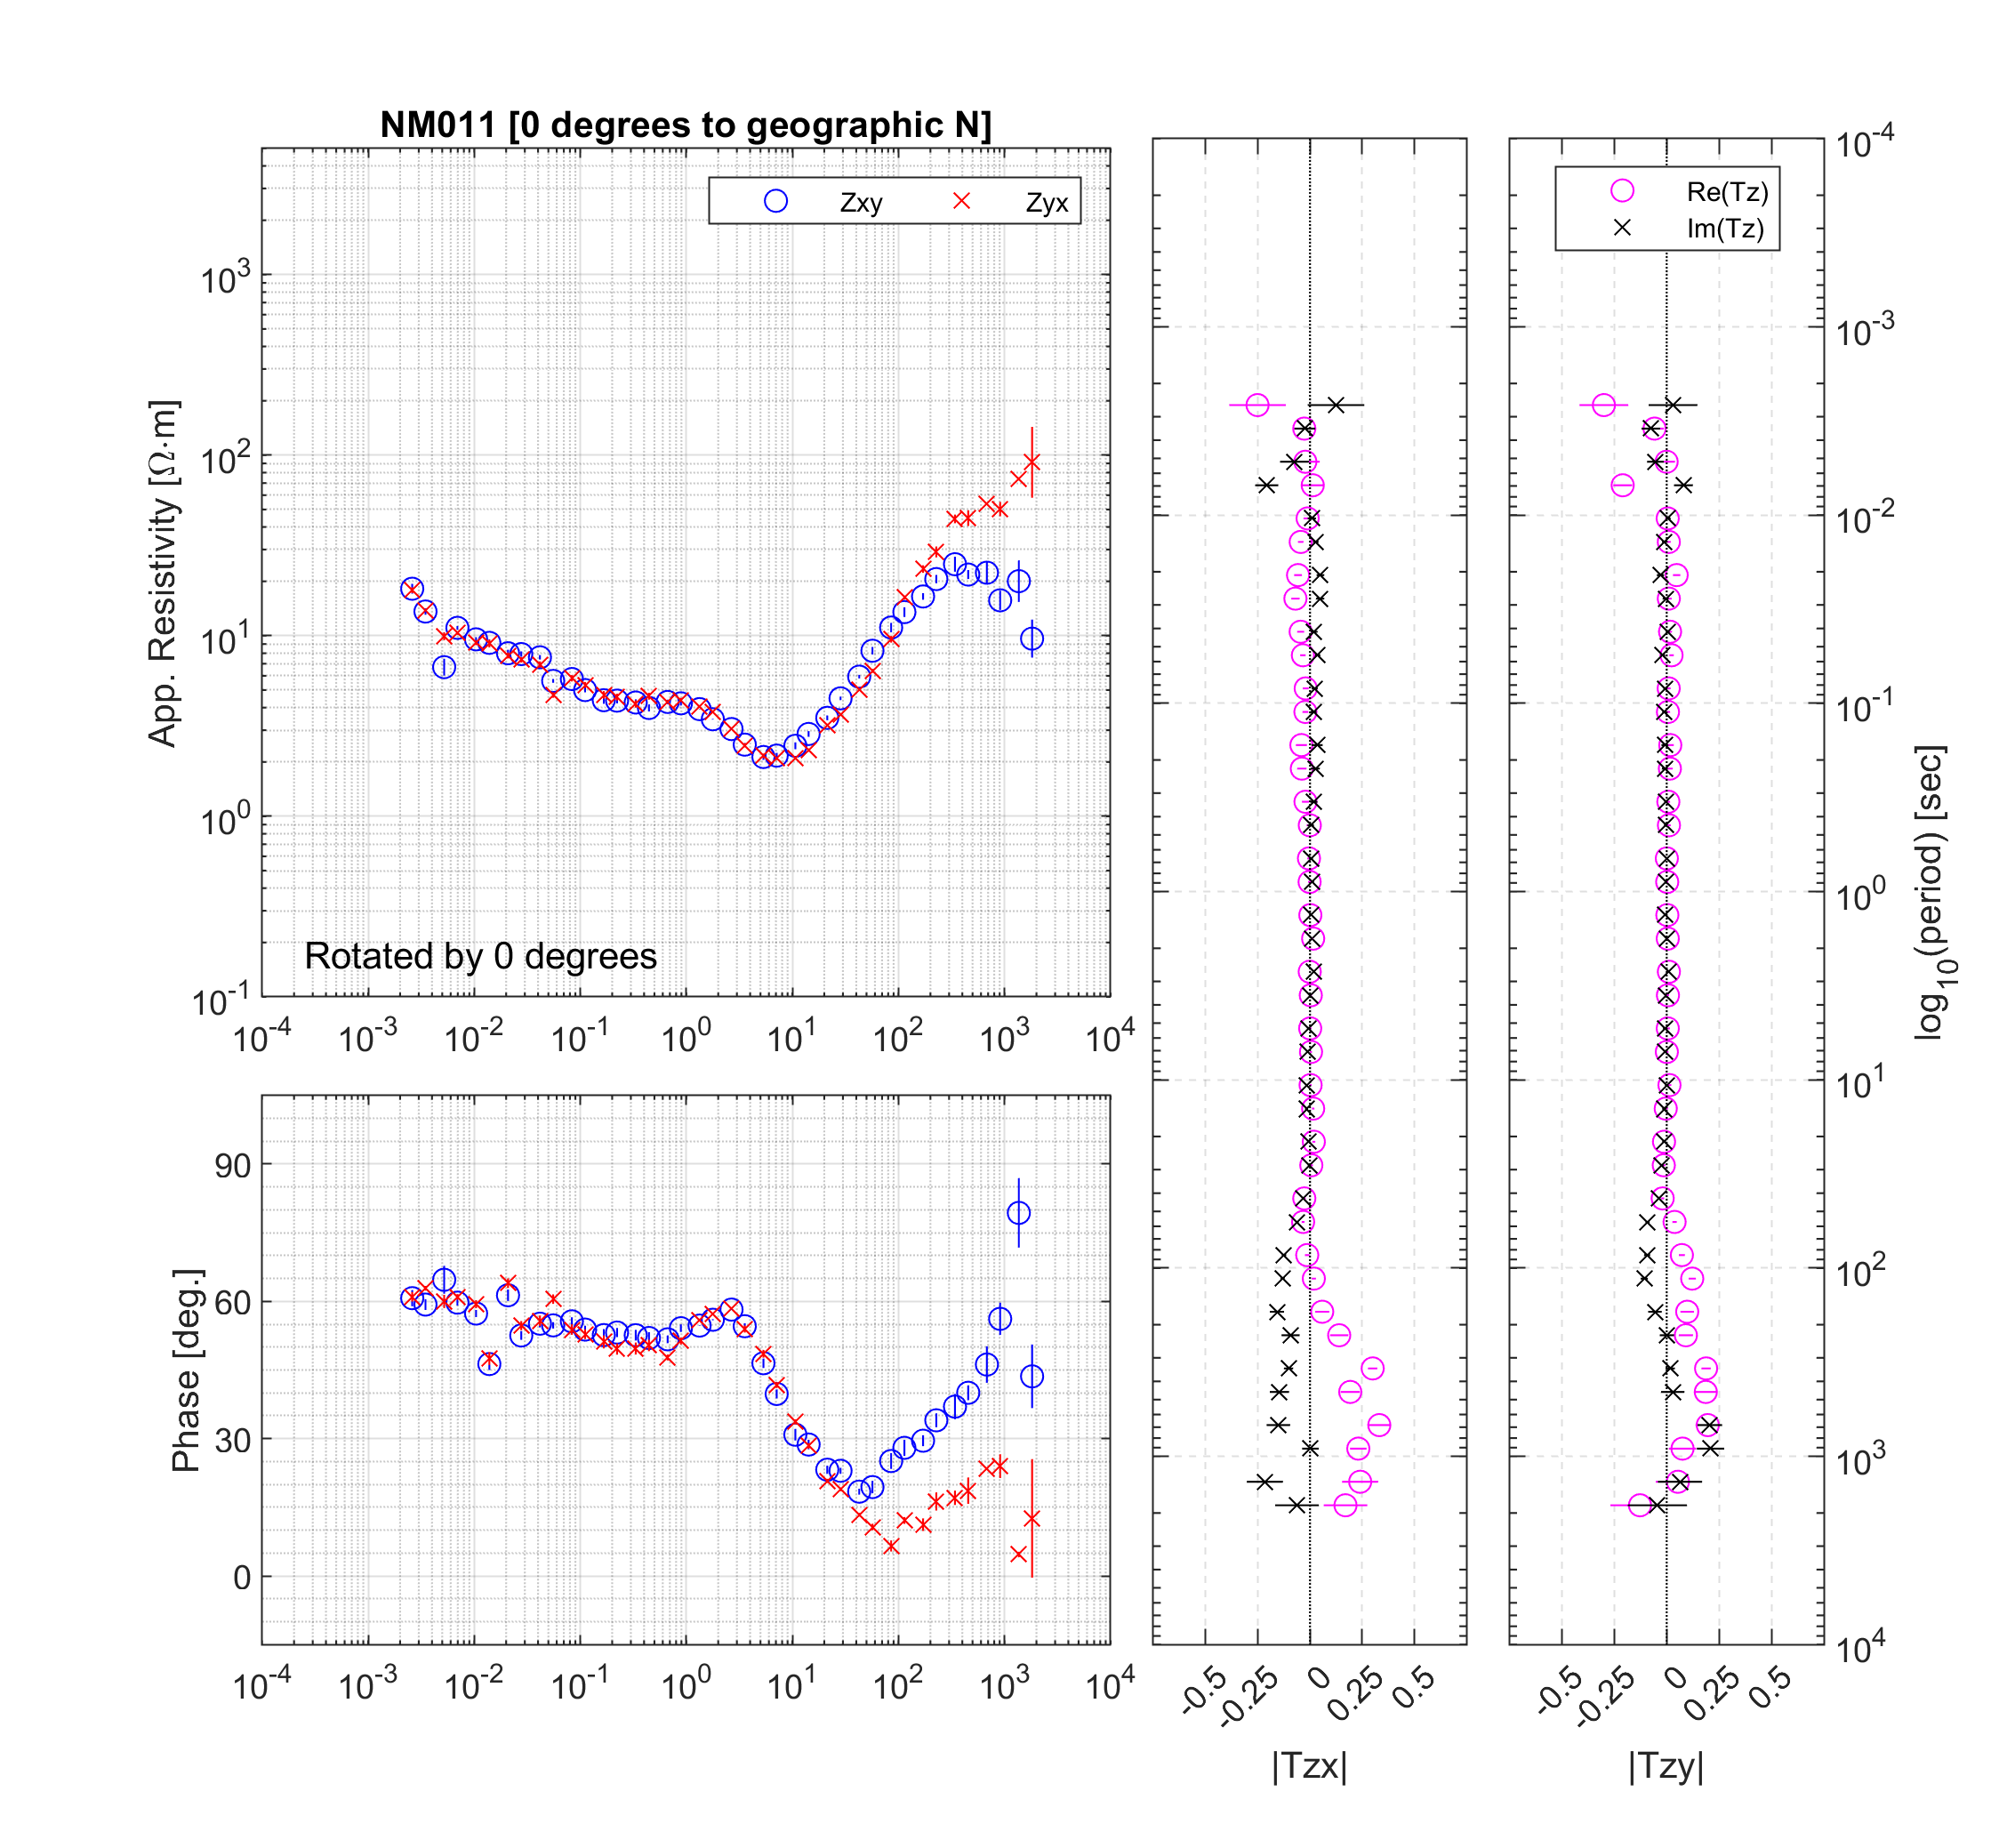 NM011 [0 degrees to geographic N]
Zxy Zyx
App. Resistivity [Ω·m]
10^3
10^2
10^1
10^0
10^-1
Rotated by 0 degrees
10^-4 10^-3 10^-2 10^-1 10^0 10^1 10^2 10^3 10^4
Phase [deg.]
90
60
30
0
10^-4 10^-3 10^-2 10^-1 10^0 10^1 10^2 10^3 10^4
-0.5 -0.25 0 0.25 0.5
|Tzx|
Re(Tz)
Im(Tz)
10^-4
10^-3
10^-2
10^-1
10^0
10^1
10^2
10^3
10^4
log10(period) [sec]
-0.5 -0.25 0 0.25 0.5
|Tzy|